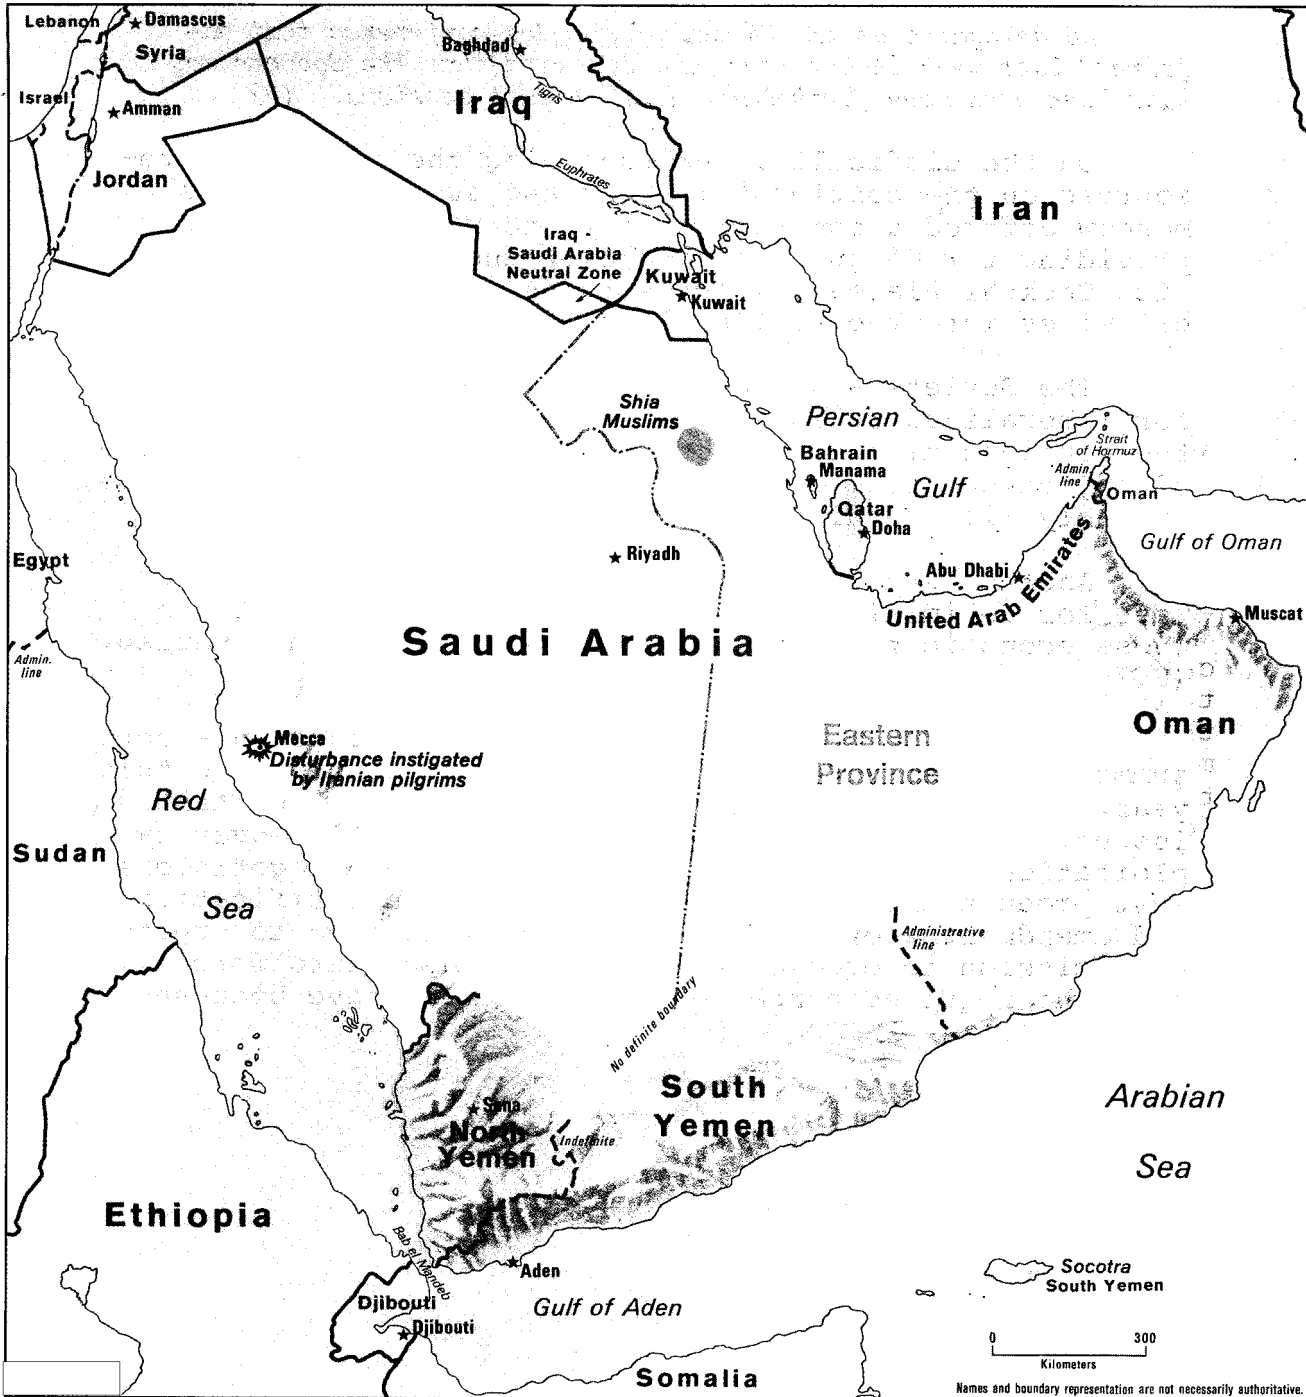 Lebanon
Damascus
Syria
Israel
Amman
Jordan
Baghdad
Iraq
Tigris
Euphrates
Iran
Iraq -
Saudi Arabia
Neutral Zone
Kuwait
Kuwait
Shia
Muslims
Persian
Gulf
Bahrain
Manama
Qatar
Doha
Strait
of Hormuz
Admin.
line
Oman
Gulf of Oman
Abu Dhabi
United Arab Emirates
Muscat
Egypt
Admin.
line
Riyadh
Saudi Arabia
Mecca
Disturbance instigated
by Iranian pilgrims
Eastern
Province
Oman
Red
Sea
Sudan
Administrative
line
No definite boundary
South
Yemen
Sana
North
Yemen
Indefinite
Arabian
Sea
Ethiopia
Bab el Mandeb
Aden
Gulf of Aden
Socotra
South Yemen
Djibouti
Djibouti
Somalia
0 300
Kilometers
Names and boundary representation are not necessarily authoritative.